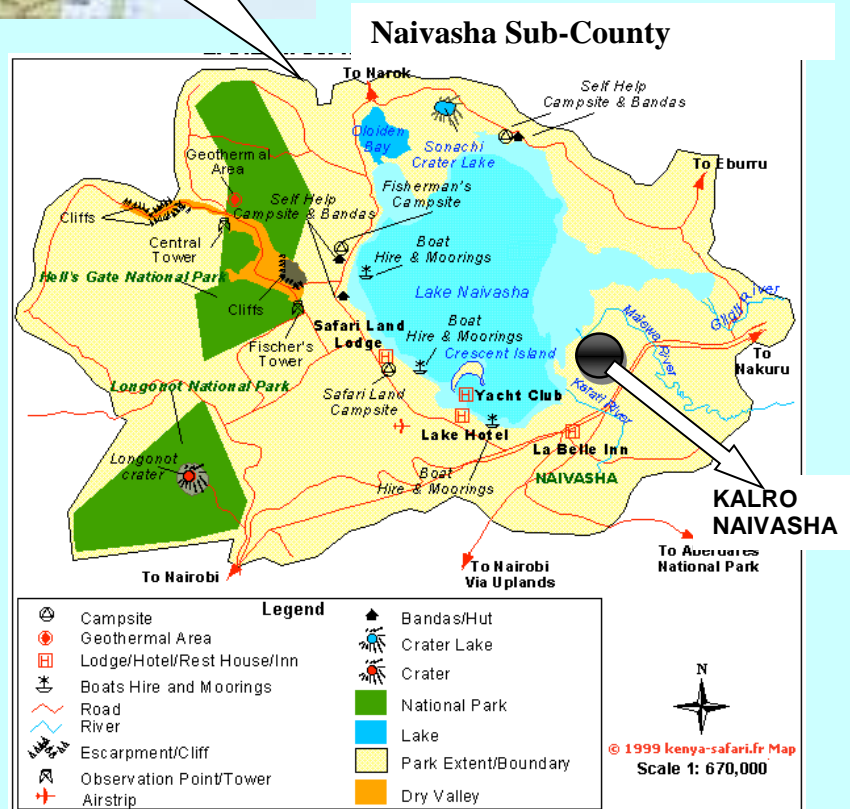 Naivasha Sub-County
To Narok
Self Help
Campsite & Bandas
Oloiden
Bay
Sonachi
Crater Lake
To Eburru
Geothermal
Area
Self Help
Campsite & Bandas
Fisherman's
Campsite
Cliffs
Central
Tower
Boat
Hire & Moorings
Hell's Gate National Park
Lake Naivasha
Malewa River
Gilgil River
Cliffs
Safari Land
Lodge
Boat
Hire & Moorings
Fischer's
Tower
Crescent Island
To
Nakuru
Longonot National Park
Safari Land
Campsite
Yacht Club
Karati River
Lake Hotel
La Belle Inn
Longonot
crater
Boat
Hire & Moorings
NAIVASHA
KALRO
NAIVASHA
To Aberdares
National Park
To Nairobi
To Nairobi
Via Uplands
Legend
Campsite
Geothermal Area
Lodge/Hotel/Rest House/Inn
Boats Hire and Moorings
Road
River
Escarpment/Cliff
Observation Point/Tower
Airstrip
Bandas/Hut
Crater Lake
Crater
National Park
Lake
Park Extent/Boundary
Dry Valley
N
© 1999 kenya-safari.fr Map
Scale 1: 670,000